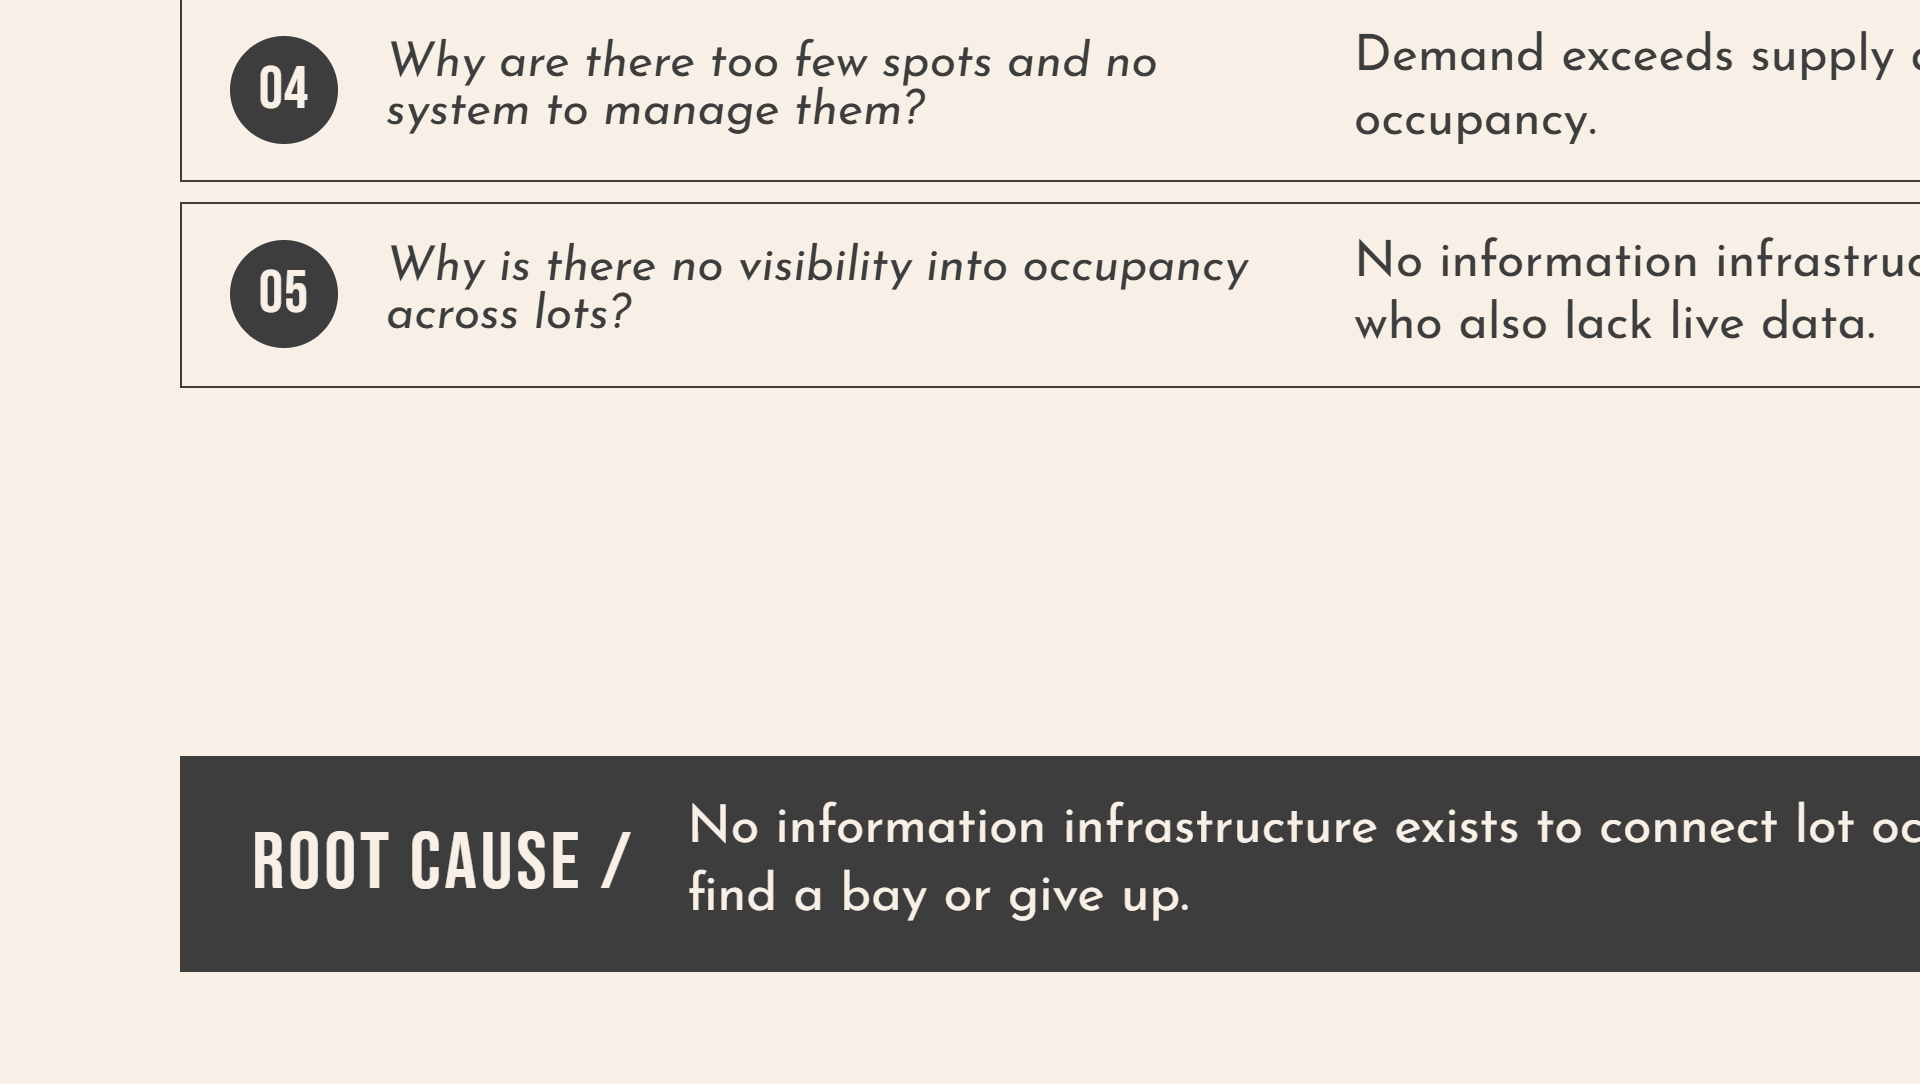 04
Why are there too few spots and no
system to manage them?
Demand exceeds supply
occupancy.
05
Why is there no visibility into occupancy
across lots?
No information
who also lack live data.
ROOT CAUSE /
No information infrastructure exists to connect lot
find a bay or give up.